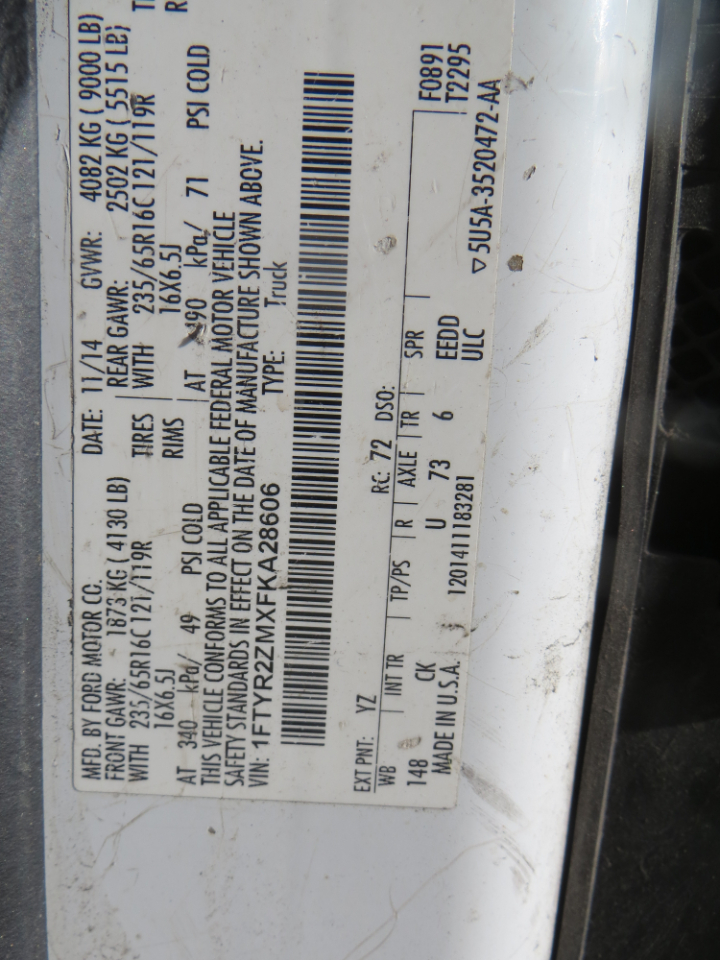 MFD. BY FORD MOTOR CO. DATE: 11/14 GVWR: 4082 KG ( 9000 LB)
FRONT GAWR: 1873 KG ( 4130 LB) REAR GAWR: 2502 KG ( 5515 LB)
WITH 235/65R16C 121/119R TIRES WITH 235/65R16C 121/119R
16X6.5J RIMS 16X6.5J
AT 340 kPa/ 49 PSI COLD AT 490 kPa/ 71 PSI COLD
THIS VEHICLE CONFORMS TO ALL APPLICABLE FEDERAL MOTOR VEHICLE
SAFETY STANDARDS IN EFFECT ON THE DATE OF MANUFACTURE SHOWN ABOVE.
VIN: 1FTYR2ZMXFKA28606 TYPE: Truck
EXT PNT: YZ RC: 72 DSO:
WB INT TR TP/PS R AXLE TR SPR F0891
148 CK U 73 6 EEDD T2295
MADE IN U.S.A. 1201411183281 ULC ▽5U5A-3520472-AA